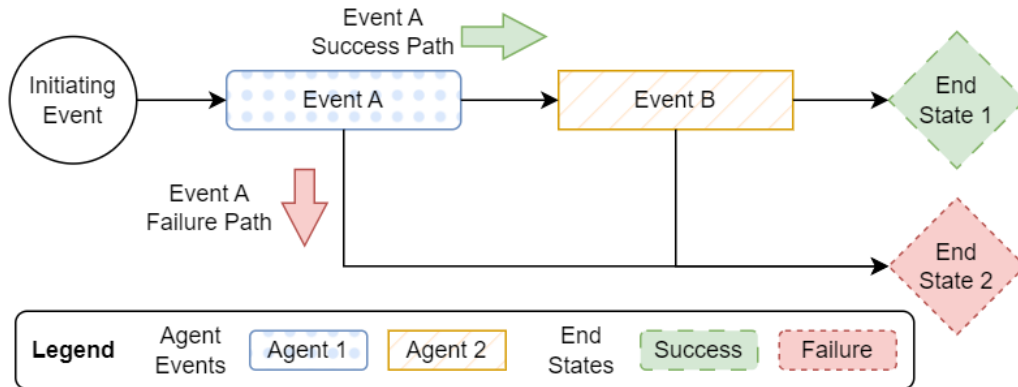 Event A
Success Path
Initiating
Event
Event A
Event B
End
State 1
Event A
Failure Path
End
State 2
Legend
Agent
Events
Agent 1
Agent 2
End
States
Success
Failure